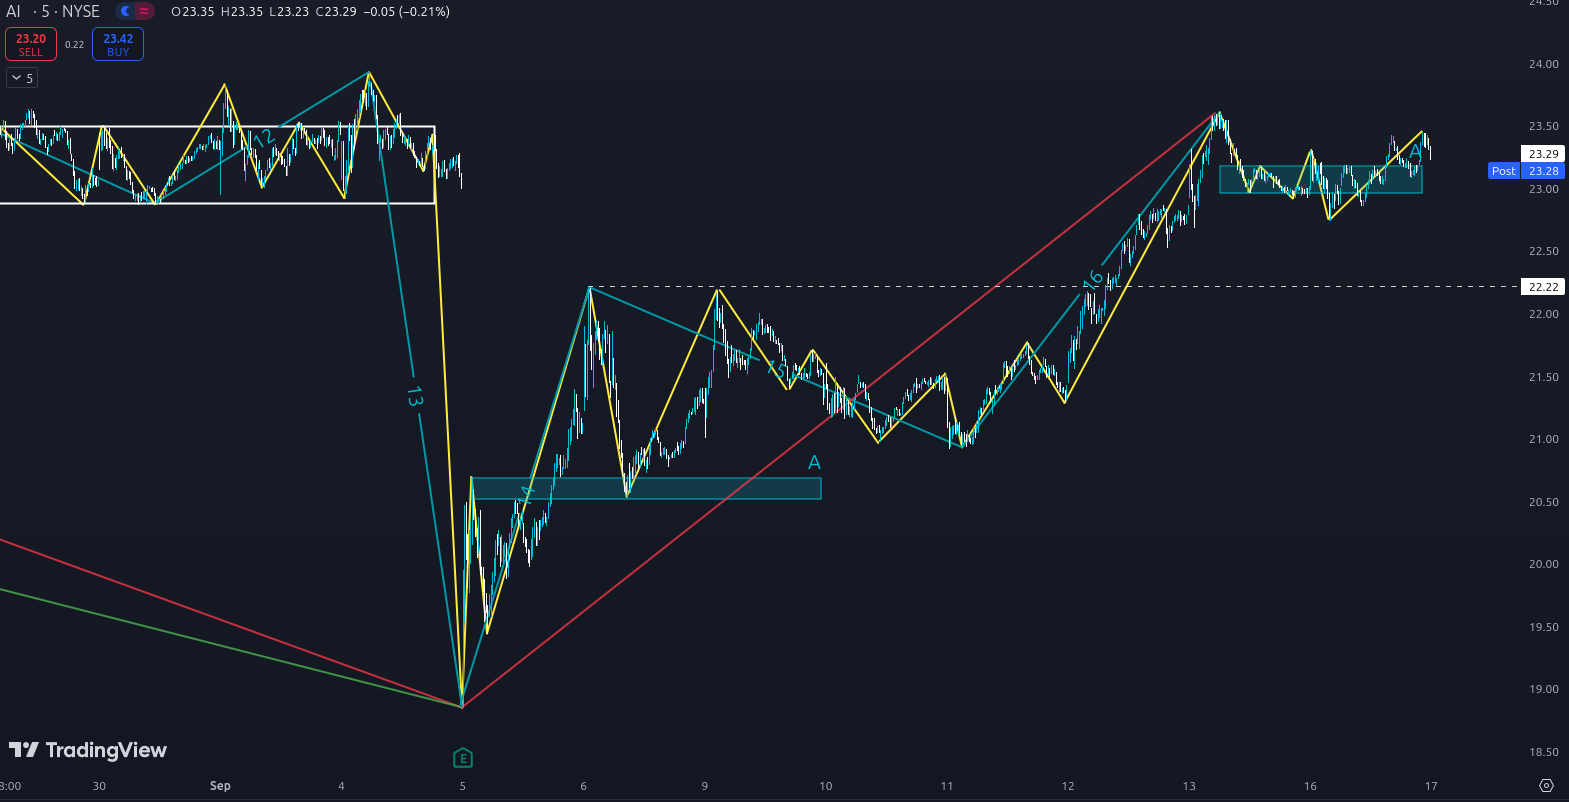 AI · 5 · NYSE O23.35 H23.35 L23.23 C23.29 −0.05 (−0.21%)
24.50
23.20 SELL
0.22
23.42 BUY
5
24.00
23.50
23.29
Post 23.28
23.00
22.50
22.22
22.00
21.50
21.00
20.50
20.00
19.50
19.00
18.50
12
13
14
15
16
A
A
TradingView
E
8:00 30 Sep 4 5 6 9 10 11 12 13 16 17